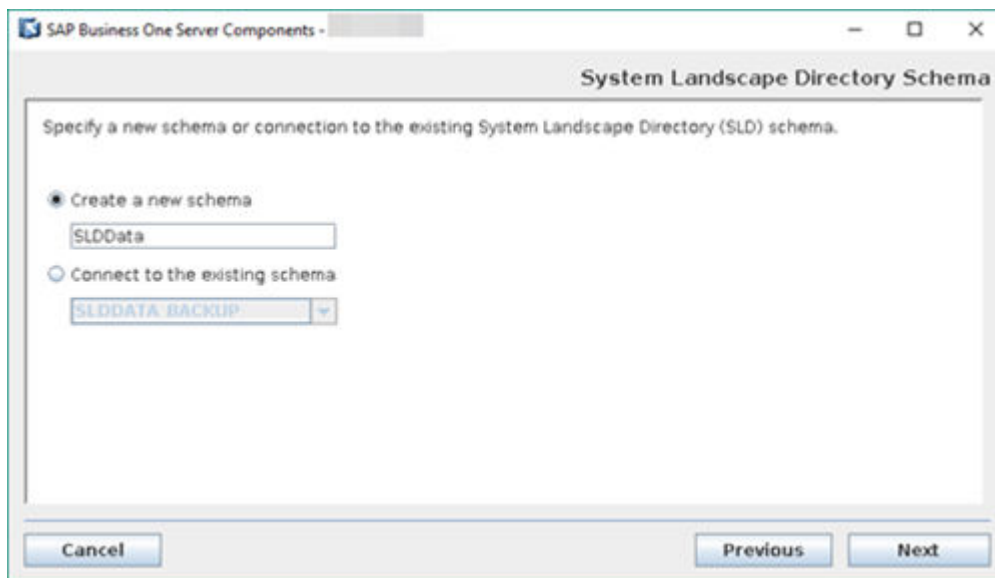 SAP Business One Server Components -
System Landscape Directory Schema
Specify a new schema or connection to the existing System Landscape Directory (SLD) schema.
Create a new schema
SLDData
Connect to the existing schema
SLDDATA BACKUP
Cancel
Previous
Next